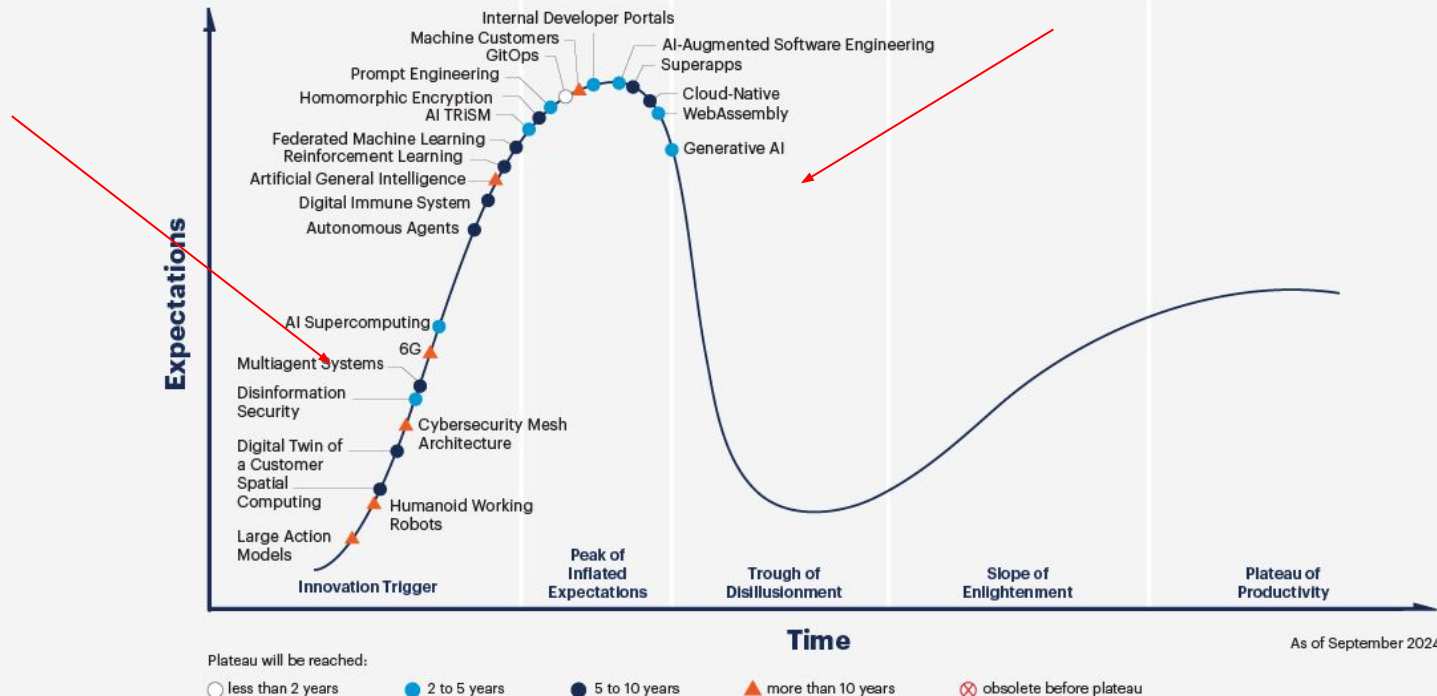 Internal Developer Portals
Machine Customers
GitOps
AI-Augmented Software Engineering
Superapps
Prompt Engineering
Cloud-Native
WebAssembly
Homomorphic Encryption
AI TRiSM
Federated Machine Learning
Reinforcement Learning
Generative AI
Artificial General Intelligence
Digital Immune System
Autonomous Agents
Expectations
AI Supercomputing
6G
Multiagent Systems
Disinformation
Security
Cybersecurity Mesh
Architecture
Digital Twin of
a Customer
Spatial
Computing
Humanoid Working
Robots
Large Action
Models
Innovation Trigger
Peak of
Inflated
Expectations
Trough of
Disillusionment
Slope of
Enlightenment
Plateau of
Productivity
Time
As of September 2024
Plateau will be reached:
less than 2 years
2 to 5 years
5 to 10 years
more than 10 years
obsolete before plateau